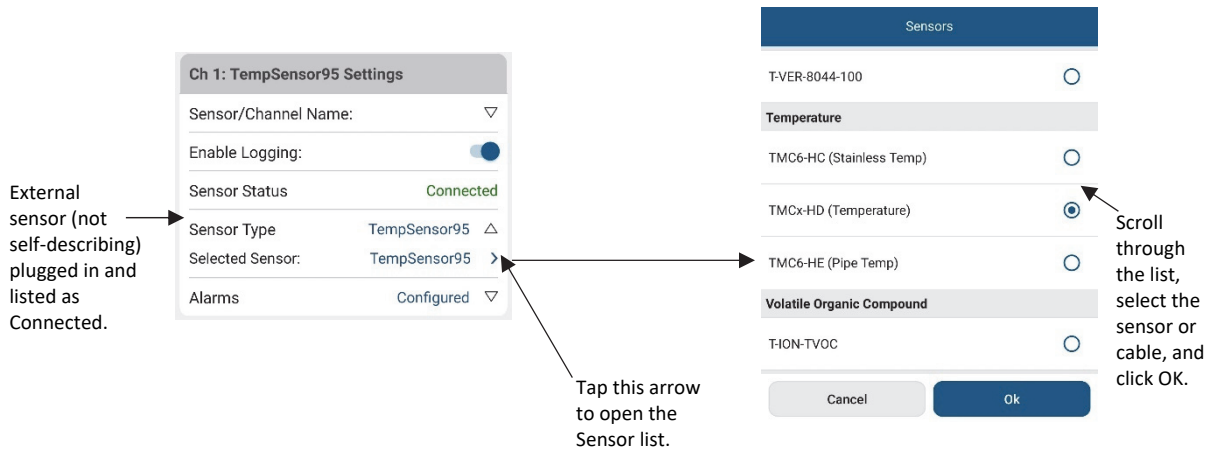 External
sensor (not
self-describing)
plugged in and
listed as
Connected.
Ch 1: TempSensor95 Settings
Sensor/Channel Name:
Enable Logging:
Sensor Status Connected
Sensor Type TempSensor95
Selected Sensor: TempSensor95
Alarms Configured
Tap this arrow
to open the
Sensor list.
Sensors
T-VER-8044-100
Temperature
TMC6-HC (Stainless Temp)
TMCx-HD (Temperature)
TMC6-HE (Pipe Temp)
Volatile Organic Compound
T-ION-TVOC
Cancel Ok
Scroll
through
the list,
select the
sensor or
cable, and
click OK.